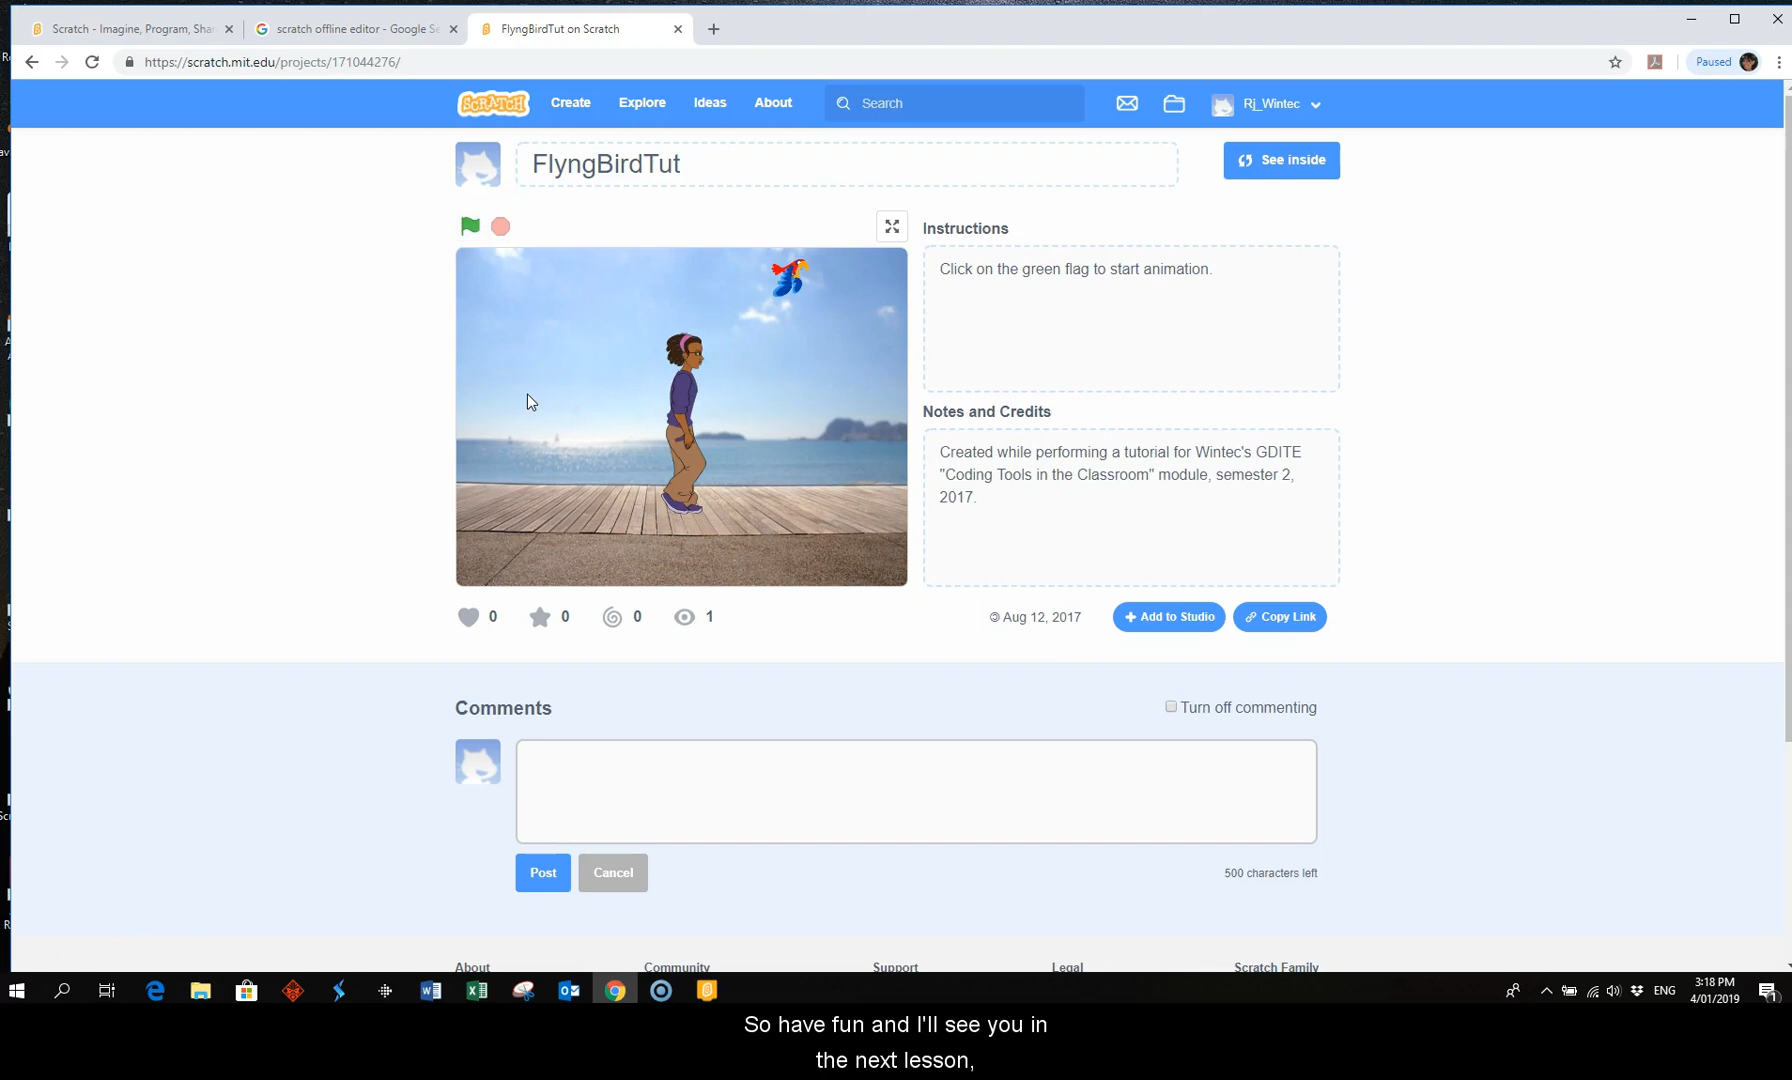 Scratch - Imagine, Program, Shar
scratch offline editor - Google Se
FlyngBirdTut on Scratch
https://scratch.mit.edu/projects/171044276/
Paused
SCRATCH
Create
Explore
Ideas
About
Search
Rj_Wintec
FlyngBirdTut
See inside
Instructions
Click on the green flag to start animation.
Notes and Credits
Created while performing a tutorial for Wintec's GDITE
"Coding Tools in the Classroom" module, semester 2,
2017.
0
0
0
1
Aug 12, 2017
Add to Studio
Copy Link
Comments
Turn off commenting
Post
Cancel
500 characters left
About
Community
Support
Legal
Scratch Family
ENG
3:18 PM
4/01/2019
So have fun and I'll see you in
the next lesson,